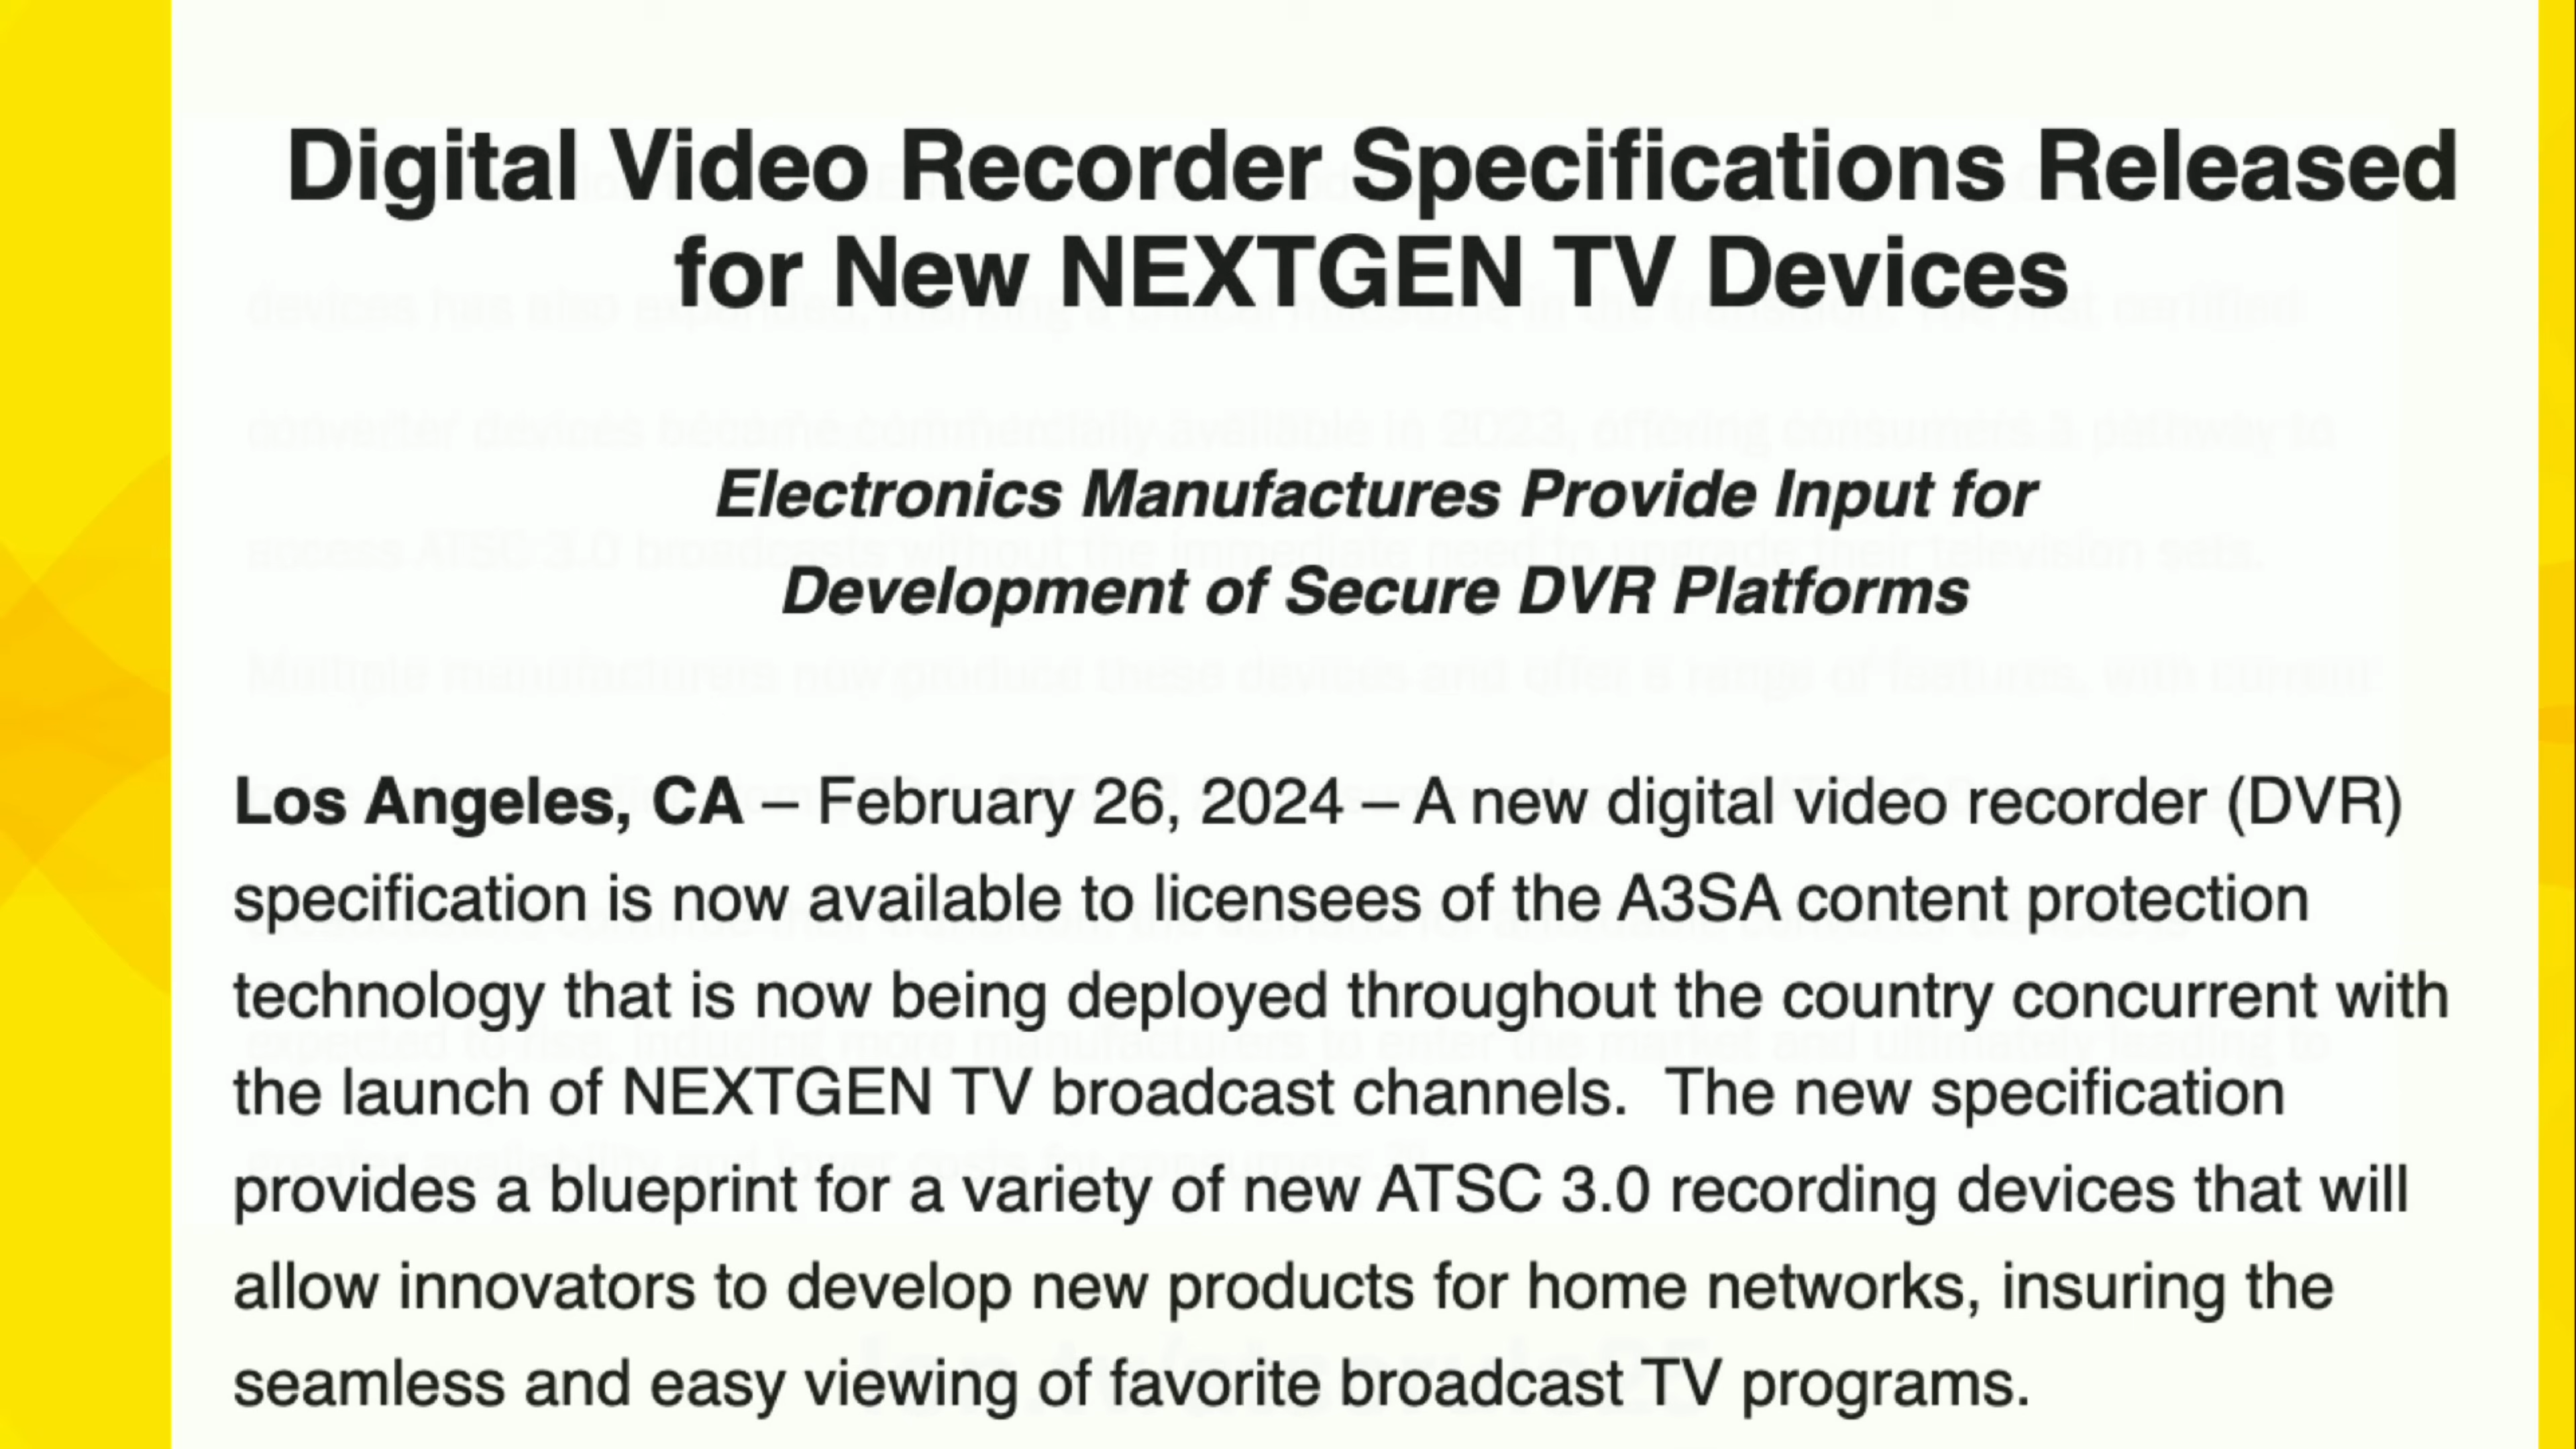 Digital Video Recorder Specifications Released
for New NEXTGEN TV Devices
Electronics Manufactures Provide Input for
Development of Secure DVR Platforms
Los Angeles, CA – February 26, 2024 – A new digital video recorder (DVR)
specification is now available to licensees of the A3SA content protection
technology that is now being deployed throughout the country concurrent with
the launch of NEXTGEN TV broadcast channels.  The new specification
provides a blueprint for a variety of new ATSC 3.0 recording devices that will
allow innovators to develop new products for home networks, insuring the
seamless and easy viewing of favorite broadcast TV programs.